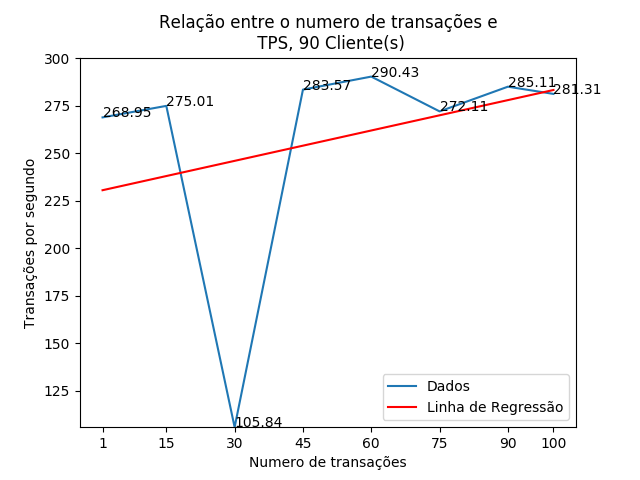 Relação entre o numero de transações e
TPS, 90 Cliente(s)
Transações por segundo
300
275
250
225
200
175
150
125
268.95
275.01
105.84
283.57
290.43
272.11
285.11
281.31
Dados
Linha de Regressão
1 15 30 45 60 75 90 100
Numero de transações